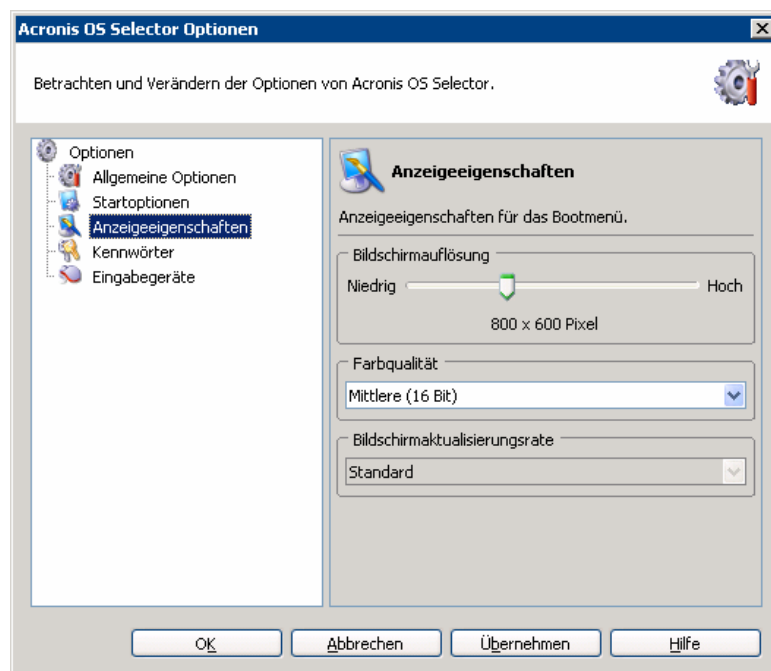 Acronis OS Selector Optionen
Betrachten und Verändern der Optionen von Acronis OS Selector.
Optionen
Allgemeine Optionen
Startoptionen
Anzeigeeigenschaften
Kennwörter
Eingabegeräte
Anzeigeeigenschaften
Anzeigeeigenschaften für das Bootmenü.
Bildschirmauflösung
Niedrig Hoch
800 x 600 Pixel
Farbqualität
Mittlere (16 Bit)
Bildschirmaktualisierungsrate
Standard
OK Abbrechen Übernehmen Hilfe